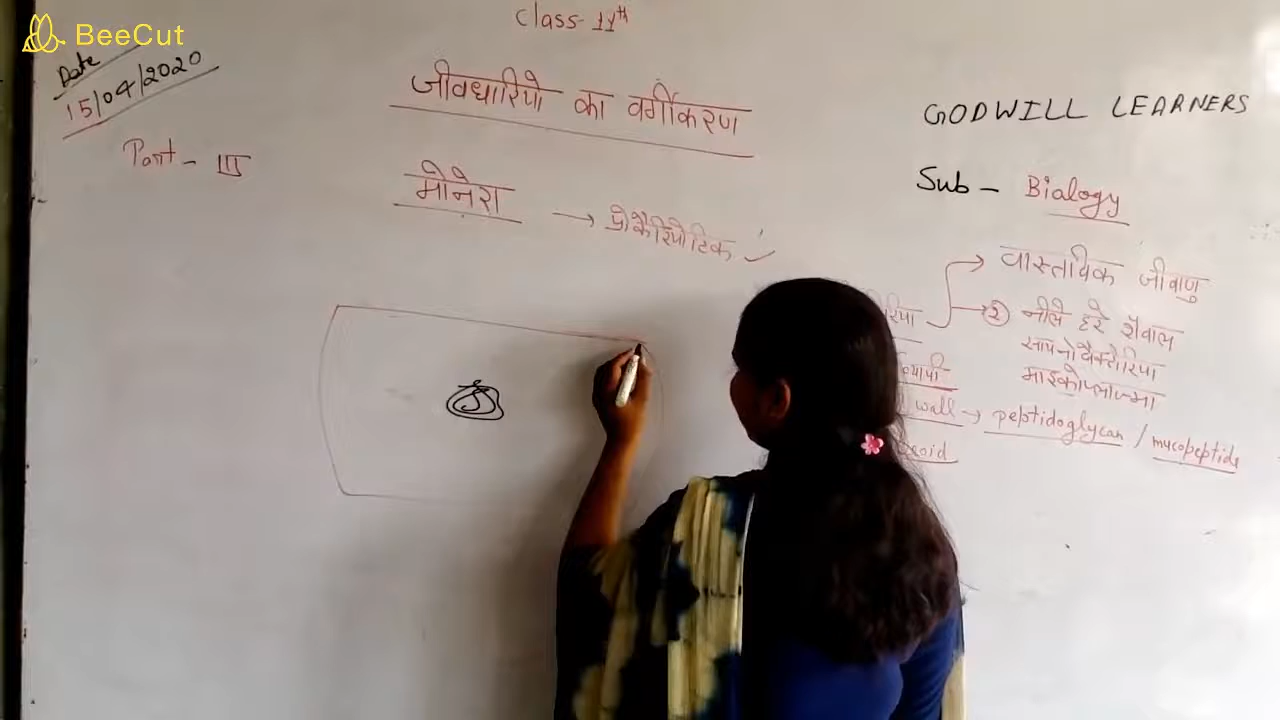 BeeCut
Class-11th
Date
15/04/2020
जीवधारियो का वर्गीकरण
GODWILL LEARNERS
Part- III
Sub- Bialogy
मोनेरा → प्रोकैरियोटिक ✓
वास्तविक जीवाणु
② नीले हरे शैवाल
सायनोबैक्टीरिया
माइकोप्लाज्मा
wall → peptidoglycan / mucopeptide